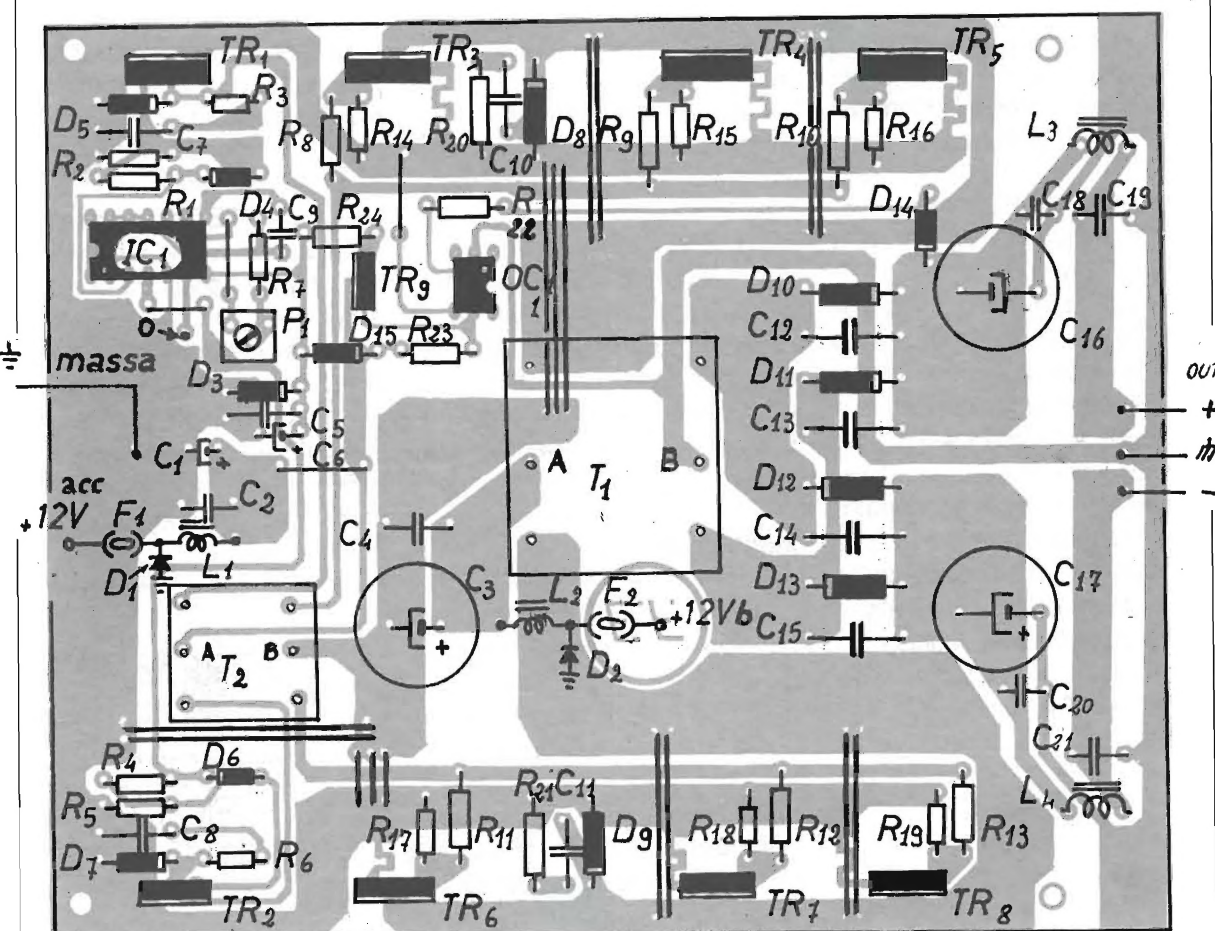 TR1
TR3
TR4
TR5
R3
D5
C7
R2
R1
R8
R14
R20
C10
D8
R9
R15
R10
R16
L3
C18
C19
D4
C9
R24
R
22
D14
IC1
R7
TR9
OC
1
P1
D15
R23
D10
C12
C16
massa
D3
D11
OUT
C5
C6
C13
+
C1
+
+
A
B
T1
D12
acc
+12V
F1
C2
C4
C14
-
D1
L1
C3
L2
F2
+12Vb
D13
C17
A
B
T2
+
D2
C15
+
C20
C21
R4
D6
R5
C8
D7
R6
R17
R11
R21
C11
D9
R18
R12
R19
R13
L4
TR2
TR6
TR7
TR8